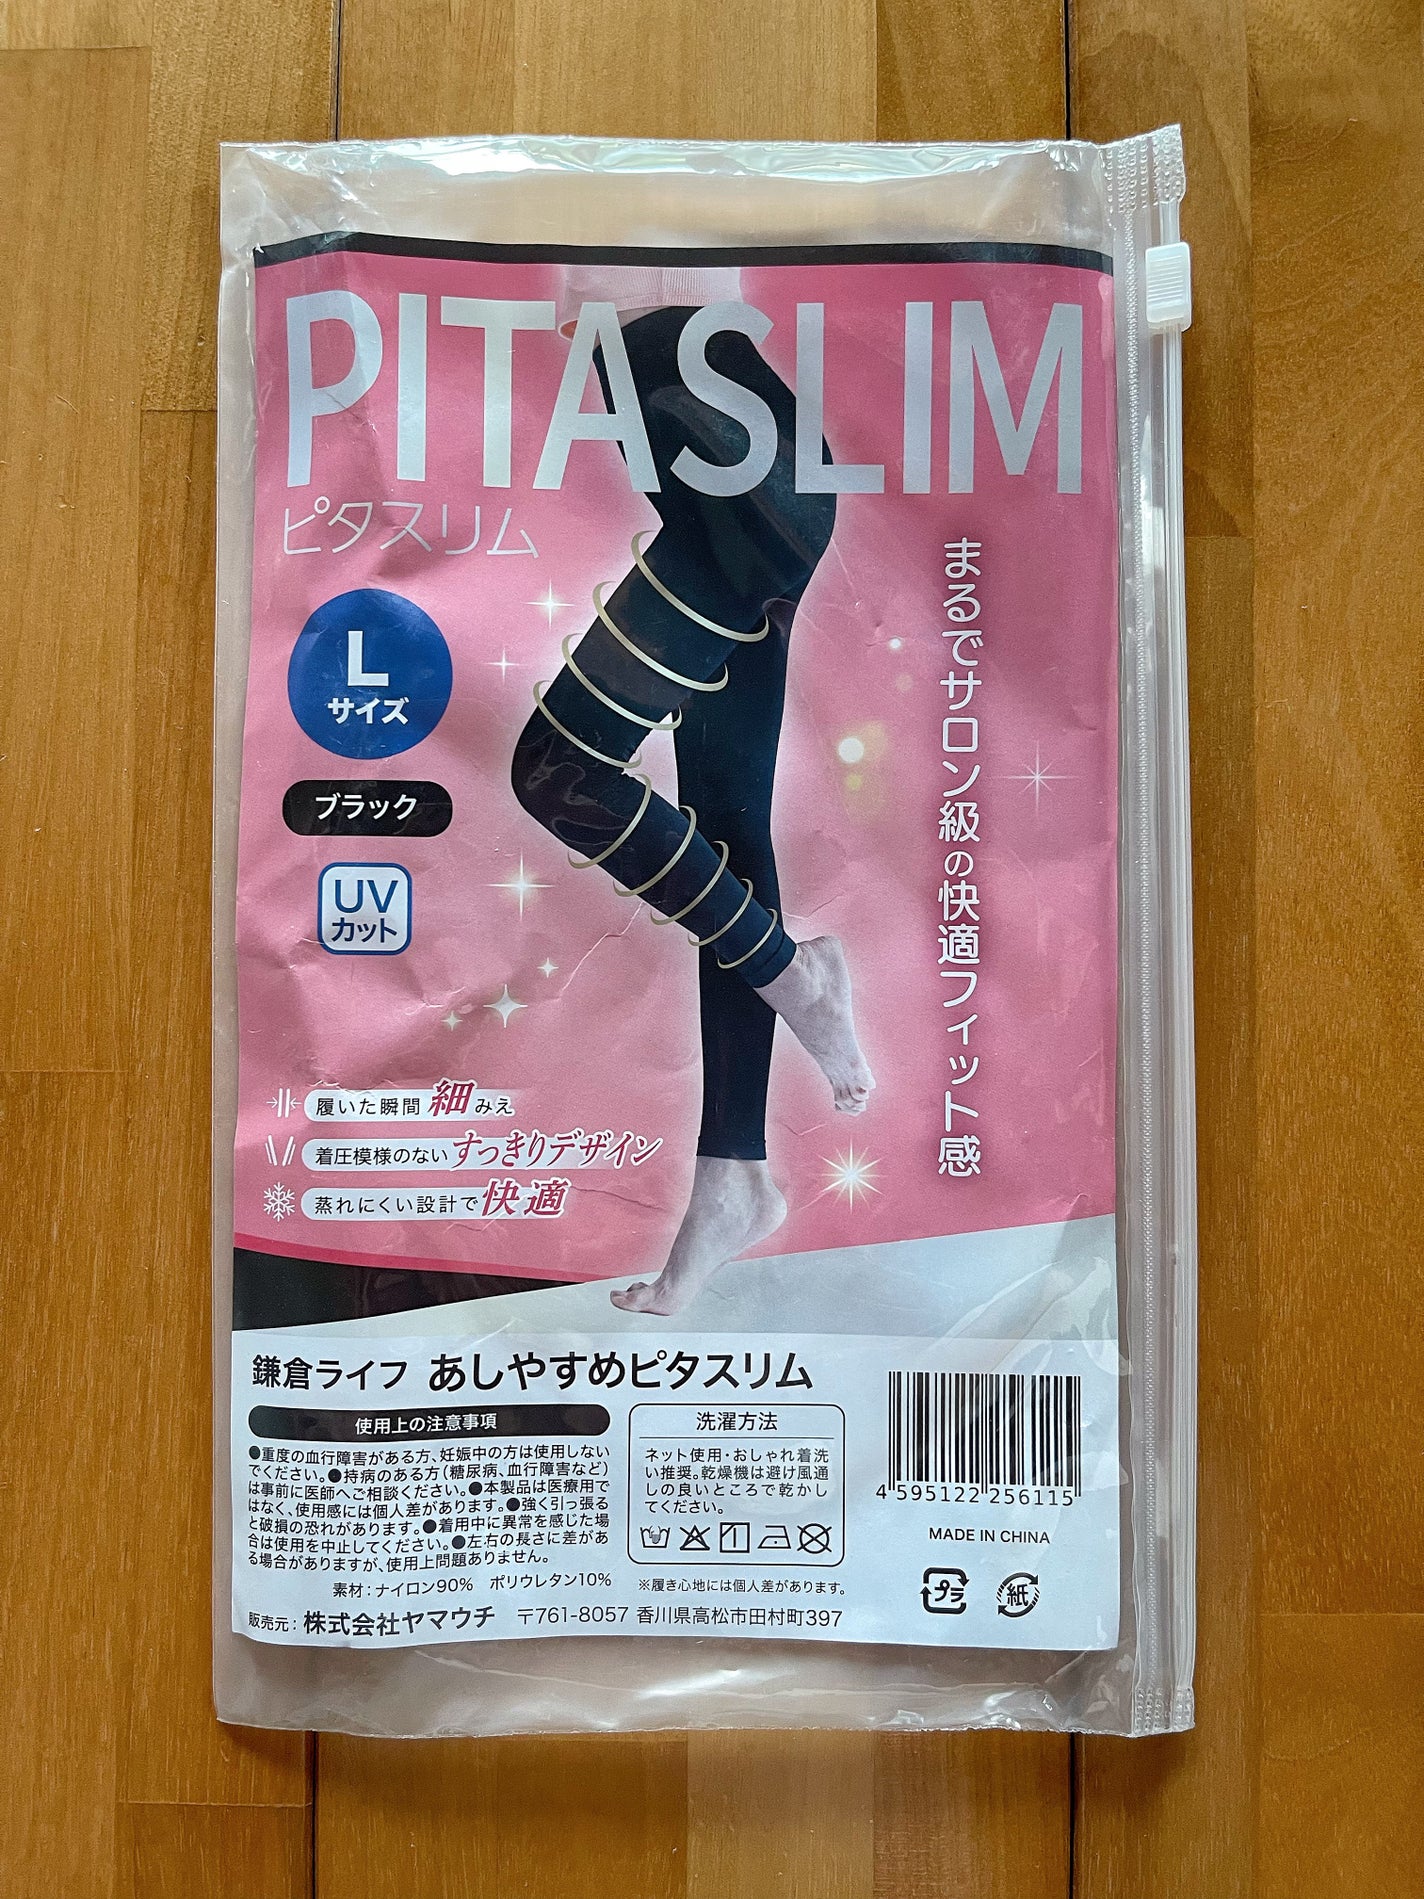 PITASLIM
ピタスリム
L
サイズ
ブラック
UV
カット
まるでサロン級の快適フィット感
履いた瞬間細みえ
着圧模様のないすっきりデザイン
蒸れにくい設計で快適
鎌倉ライフ あしやすめピタスリム
使用上の注意事項
●重度の血行障害がある方、妊娠中の方は使用しない
でください。●持病のある方(糖尿病、血行障害など)
は事前に医師へご相談ください。●本製品は医療用で
はなく、使用感には個人差があります。●強く引っ張る
と破損の恐れがあります。●着用中に異常を感じた場
合は使用を中止してください。●左右の長さに差があ
る場合がありますが、使用上問題ありません。
素材:ナイロン90% ポリウレタン10%
洗濯方法
ネット使用・おしゃれ着洗
い推奨。乾燥機は避け風通
しの良いところで乾かし
てください。
※履き心地には個人差があります。
4 595122 256115
MADE IN CHINA
プラ
紙
販売元:株式会社ヤマウチ 〒761-8057 香川県高松市田村町397